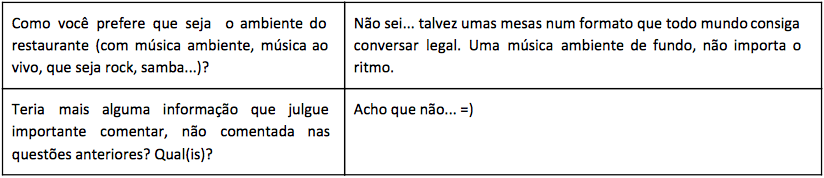 Como você prefere que seja o ambiente do
restaurante (com música ambiente, música ao
vivo, que seja rock, samba...)?
Não sei... talvez umas mesas num formato que todo mundo consiga
conversar legal. Uma música ambiente de fundo, não importa o
ritmo.
Teria mais alguma informação que julgue
importante comentar, não comentada nas
questões anteriores? Qual(is)?
Acho que não... =)